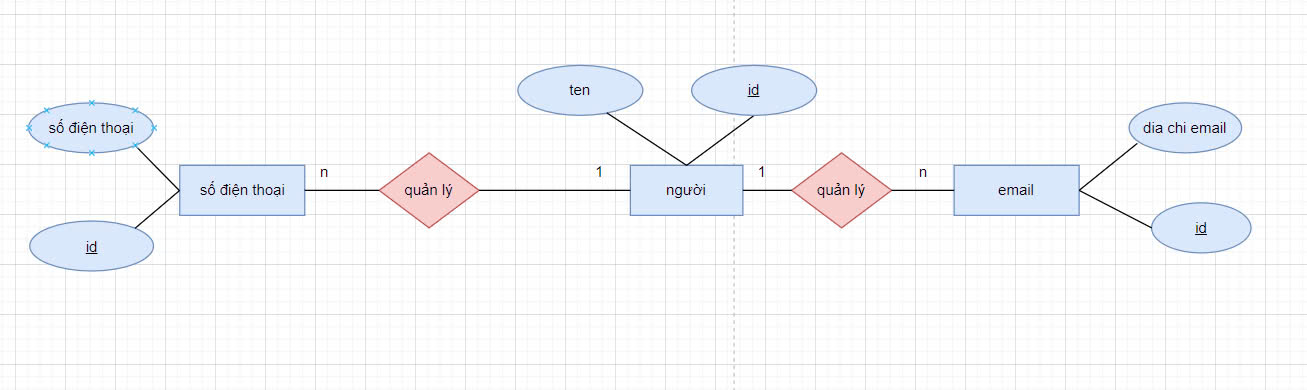 ten
id
số điện thoại
dia chi email
n
1
1
n
số điện thoại
quản lý
người
quản lý
email
id
id